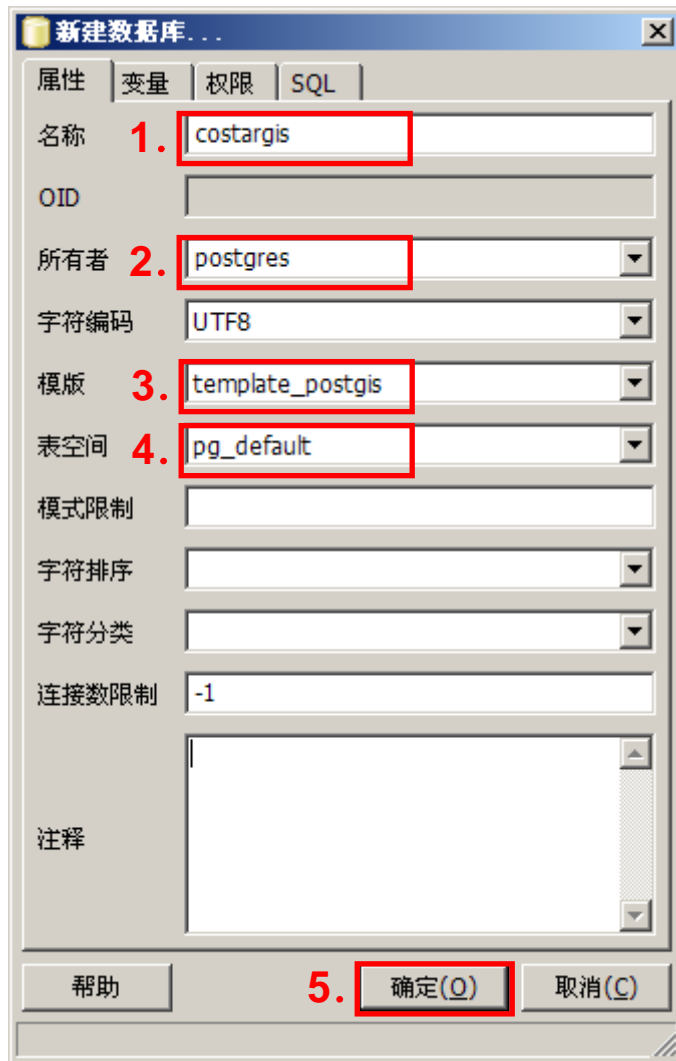 新建数据库...
属性 变量 权限 SQL
名称 1. costargis
OID
所有者 2. postgres
字符编码 UTF8
模版 3. template_postgis
表空间 4. pg_default
模式限制
字符排序
字符分类
连接数限制 -1
注释
帮助 5. 确定(O) 取消(C)